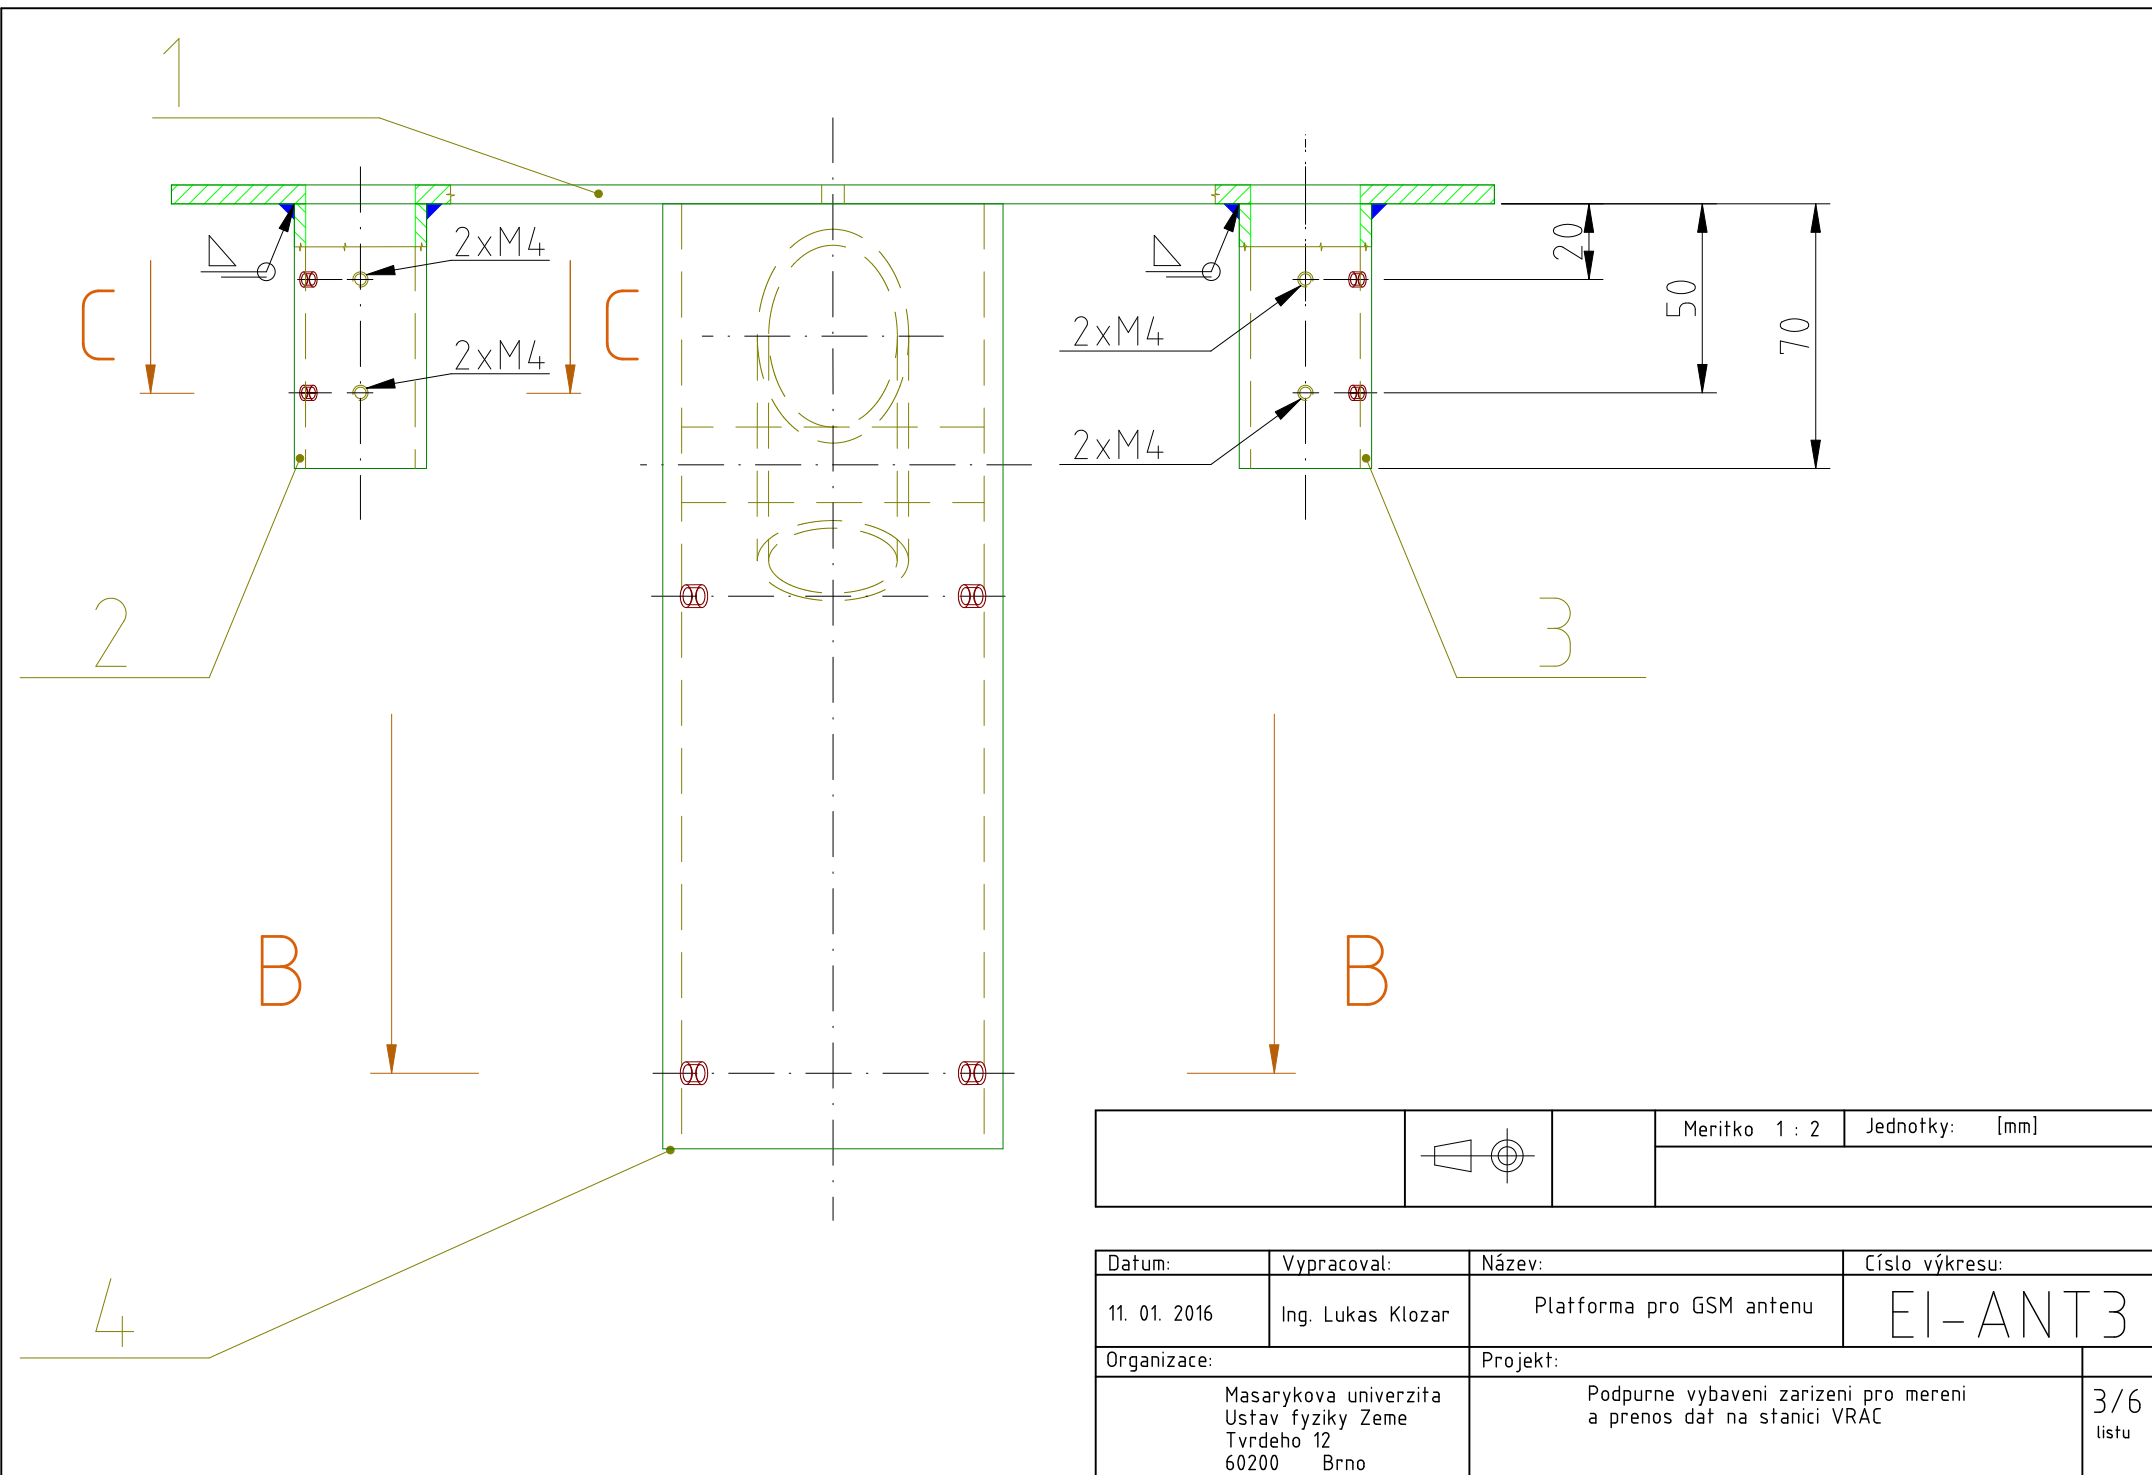 1
2xM4
2xM4
C
C
2xM4
2xM4
20
50
70
2
3
B
B
4
Meritko 1 : 2
Jednotky: [mm]
Datum:
Vypracoval:
Název:
Císlo výkresu:
11. 01. 2016
Ing. Lukas Klozar
Platforma pro GSM antenu
EI-ANT3
Organizace:
Projekt:
Masarykova univerzita
Ustav fyziky Zeme
Tvrdeho 12
60200 Brno
Podpurne vybaveni zarizeni pro mereni
a prenos dat na stanici VRAC
3/6
listu